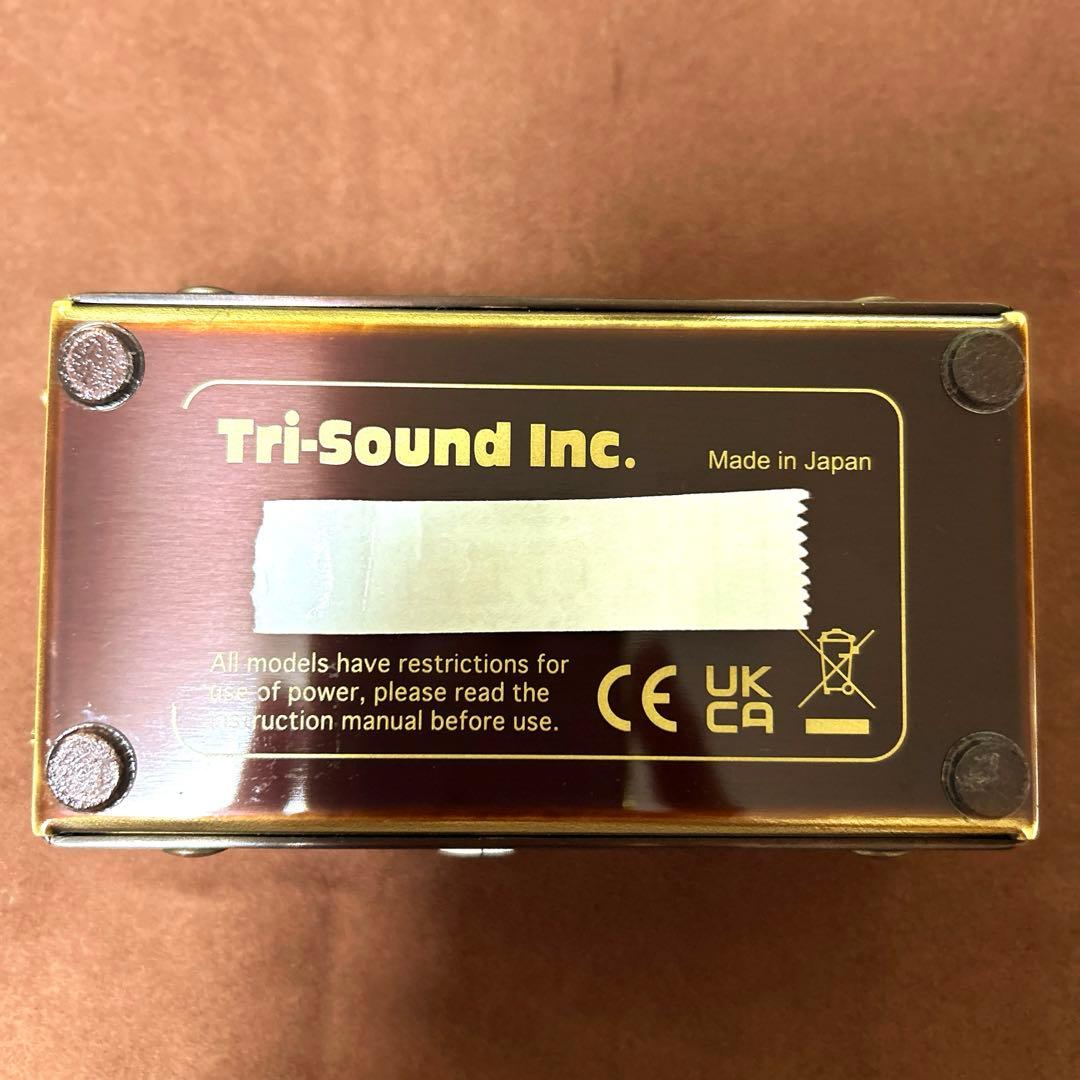 Tri-Sound Inc.
Made in Japan
All models have restrictions for
use of power, please read the
instruction manual before use.
CE
UK
CA